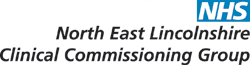 NHS
North East Lincolnshire
Clinical Commissioning Group